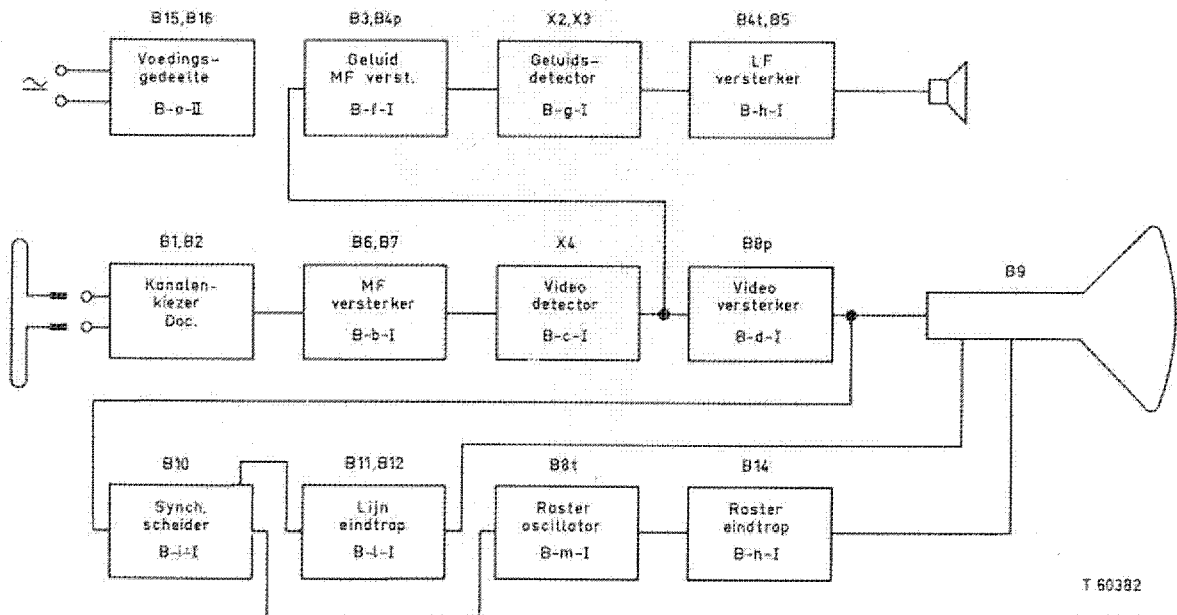 B15,B16
B3,B4p
X2,X3
B4t,B5
Voedings-
gedeelte
B-a-II
Geluid
MF verst.
B-f-I
Geluids-
detector
B-g-I
LF
versterker
B-h-I
B1,B2
B6,B7
X4
B8p
B9
Kanalen-
kiezer
Doc.
MF
versterker
B-b-I
Video
detector
B-c-I
Video
versterker
B-d-I
B10
B11,B12
B8t
B14
Synch.
scheider
B-i-I
Lijn
eindtrap
B-l-I
Raster
oscillator
B-m-I
Raster
eindtrap
B-n-I
T 60382